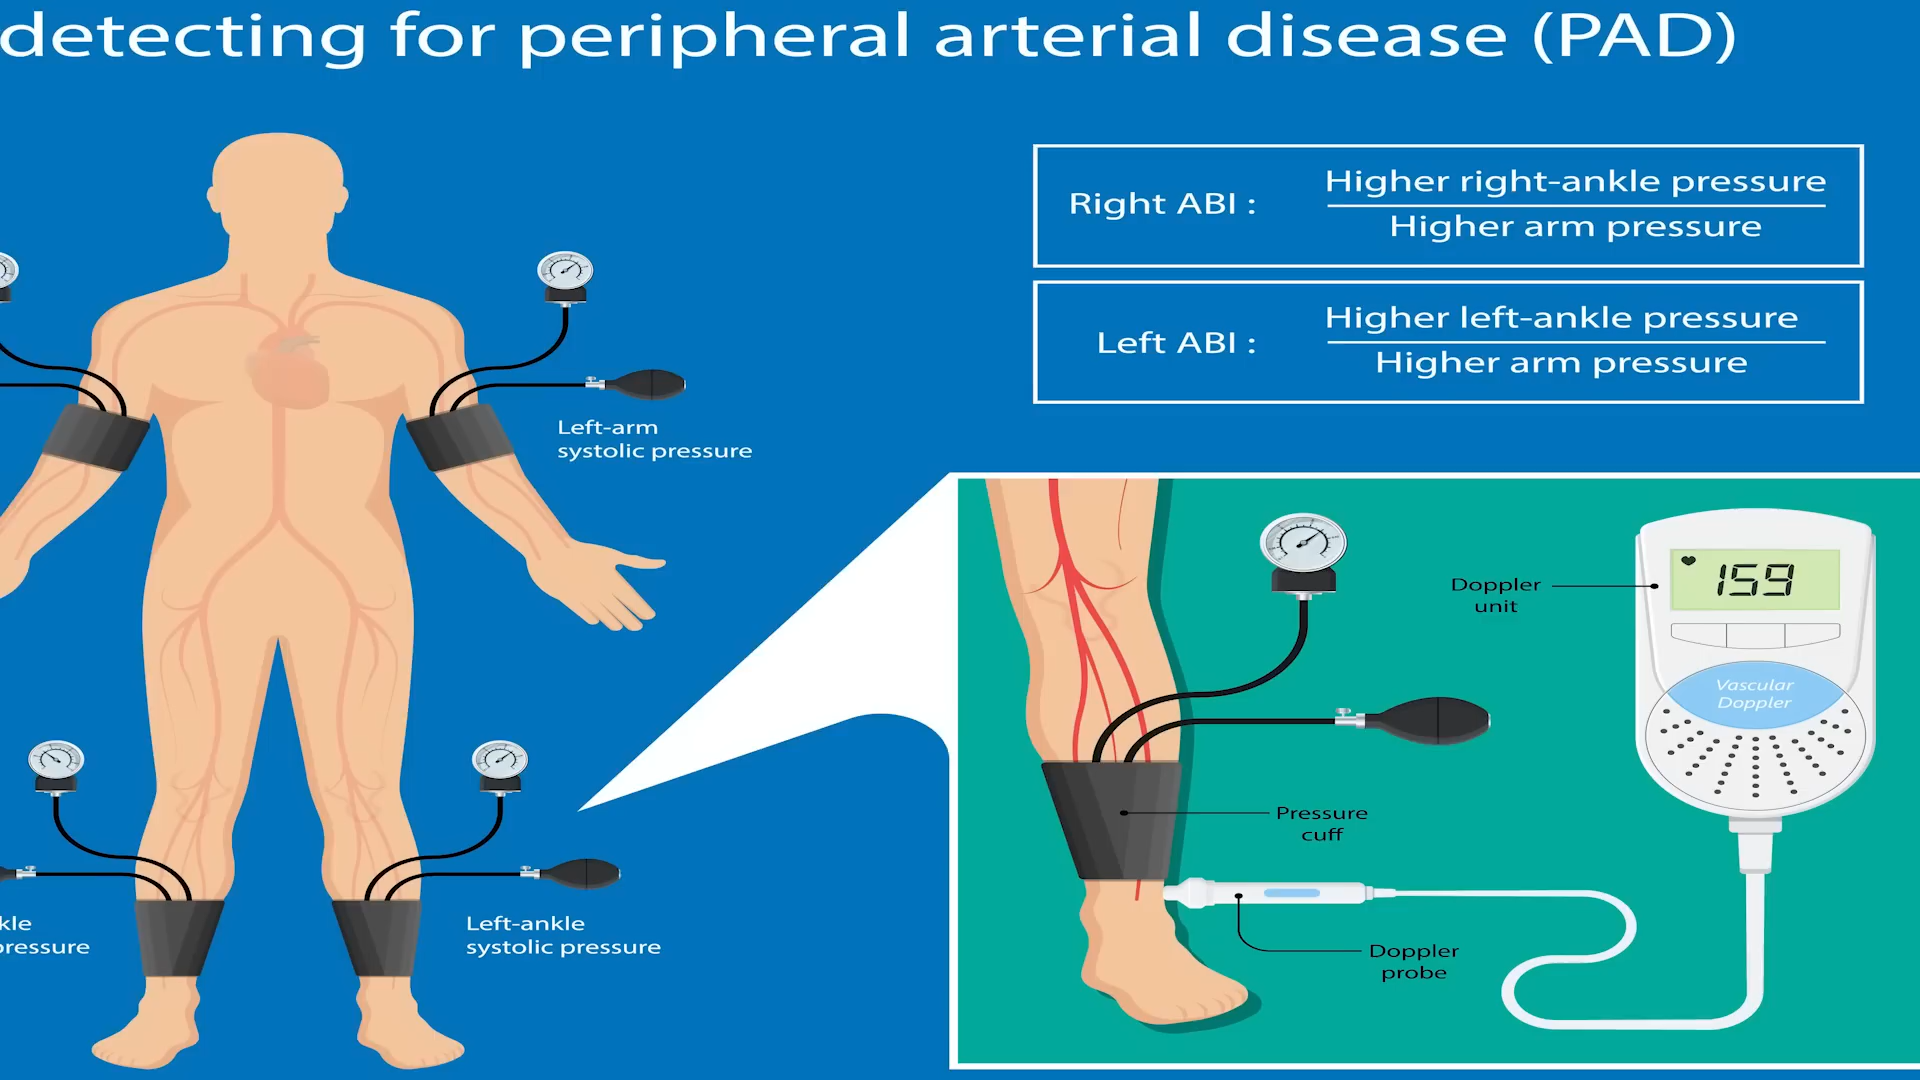 detecting for peripheral arterial disease (PAD)
Right ABI :
Higher right-ankle pressure
Higher arm pressure
Left ABI :
Higher left-ankle pressure
Higher arm pressure
Left-arm
systolic pressure
Doppler
unit
159
Vascular
Doppler
Pressure
cuff
kle
pressure
Left-ankle
systolic pressure
Doppler
probe